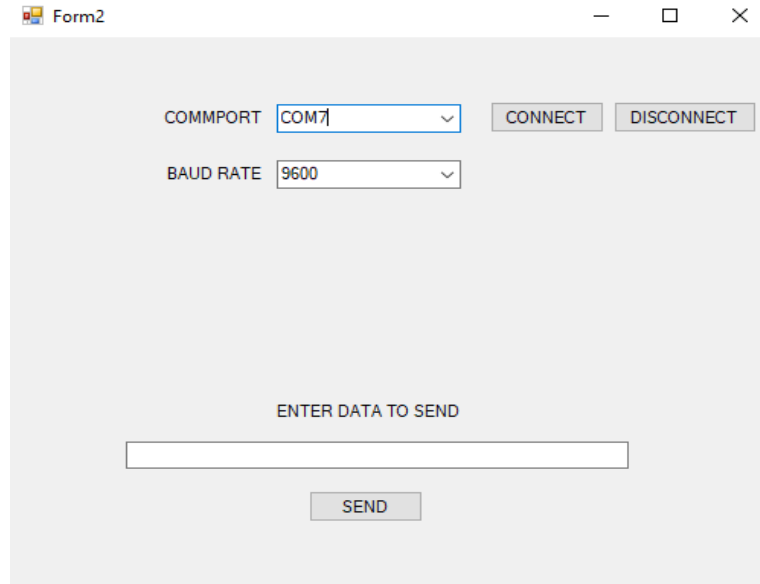 Form2
COMMPORT COM7 CONNECT DISCONNECT
BAUD RATE 9600
ENTER DATA TO SEND
SEND